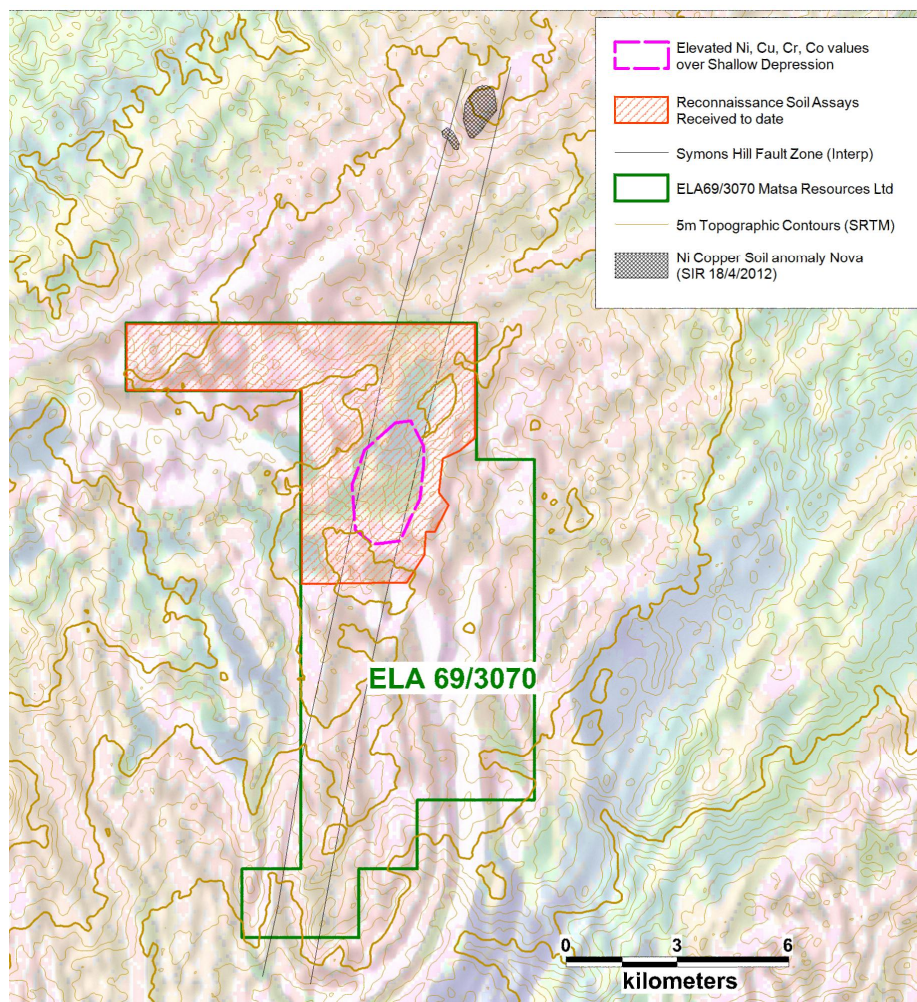 Elevated Ni, Cu, Cr, Co values
over Shallow Depression
Reconnaissance Soil Assays
Received to date
Symons Hill Fault Zone (Interp)
ELA69/3070 Matsa Resources Ltd
5m Topographic Contours (SRTM)
Ni Copper Soil anomaly Nova
(SIR 18/4/2012)
ELA 69/3070
0 3 6
kilometers